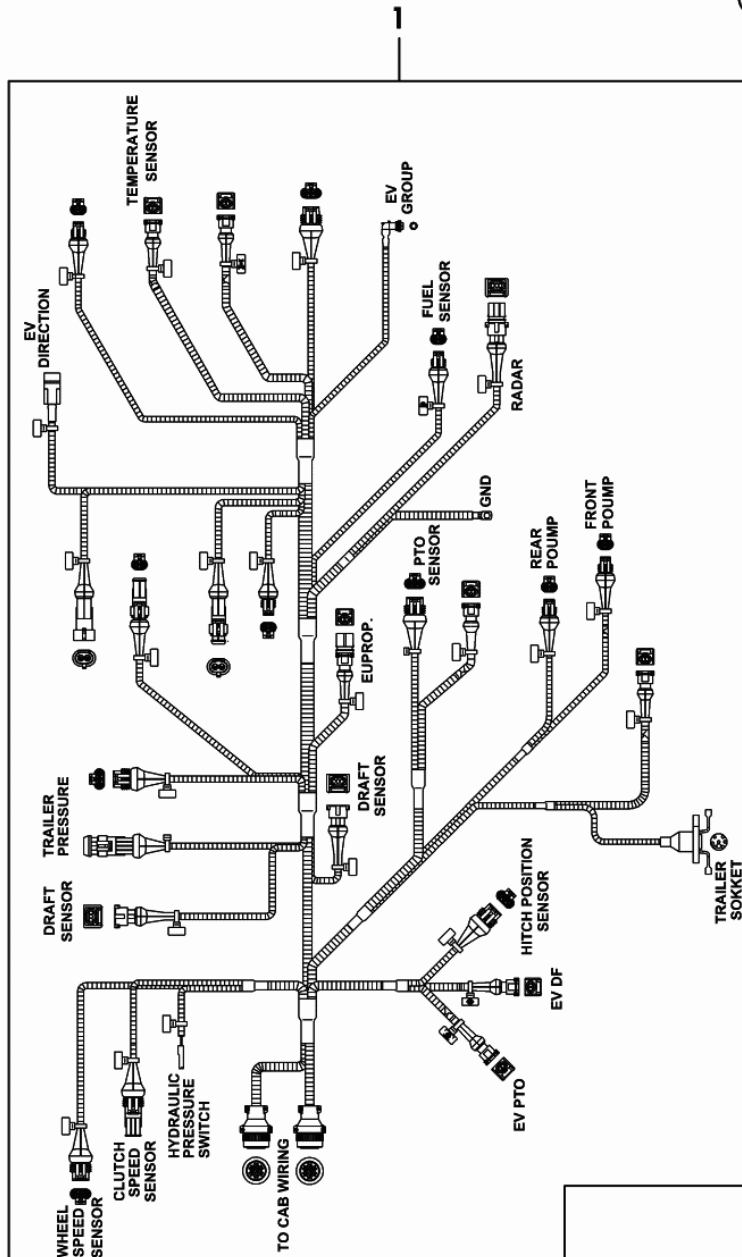 1
TEMPERATURE
SENSOR
EV
DIRECTION
EV
GROUP
FUEL
SENSOR
RADAR
GND
PTO
SENSOR
REAR
POUMP
FRONT
POUMP
EUPROP.
DRAFT
SENSOR
TRAILER
PRESSURE
DRAFT
SENSOR
HITCH POSITION
SENSOR
EV DF
EV PTO
TRAILER
SOKKET
HYDRAULIC
PRESSURE
SWITCH
CLUTCH
SPEED
SENSOR
WHEEL
SPEED
SENSOR
TO CAB WIRING